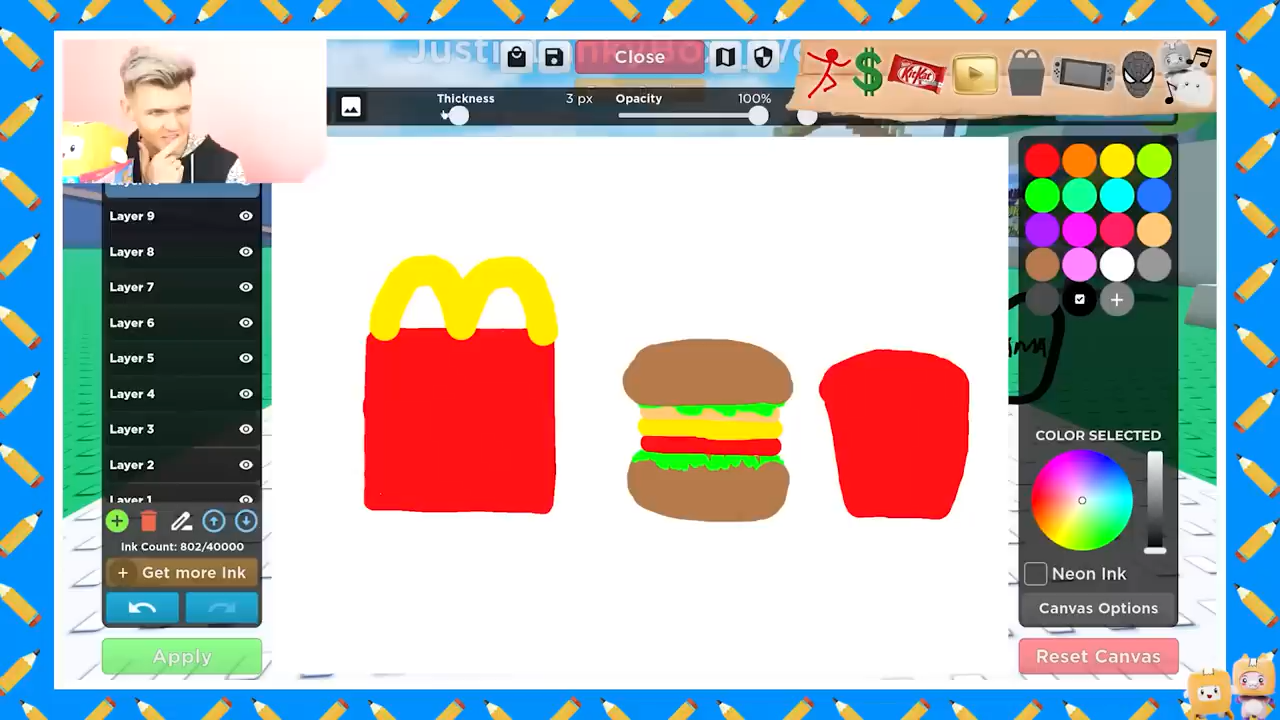 Close
KitKat
Thickness
3 px
Opacity
100%
Layer 9
Layer 8
Layer 7
Layer 6
Layer 5
Layer 4
Layer 3
Layer 2
Layer 1
Ink Count: 802/40000
+ Get more Ink
Apply
COLOR SELECTED
Neon Ink
Canvas Options
Reset Canvas